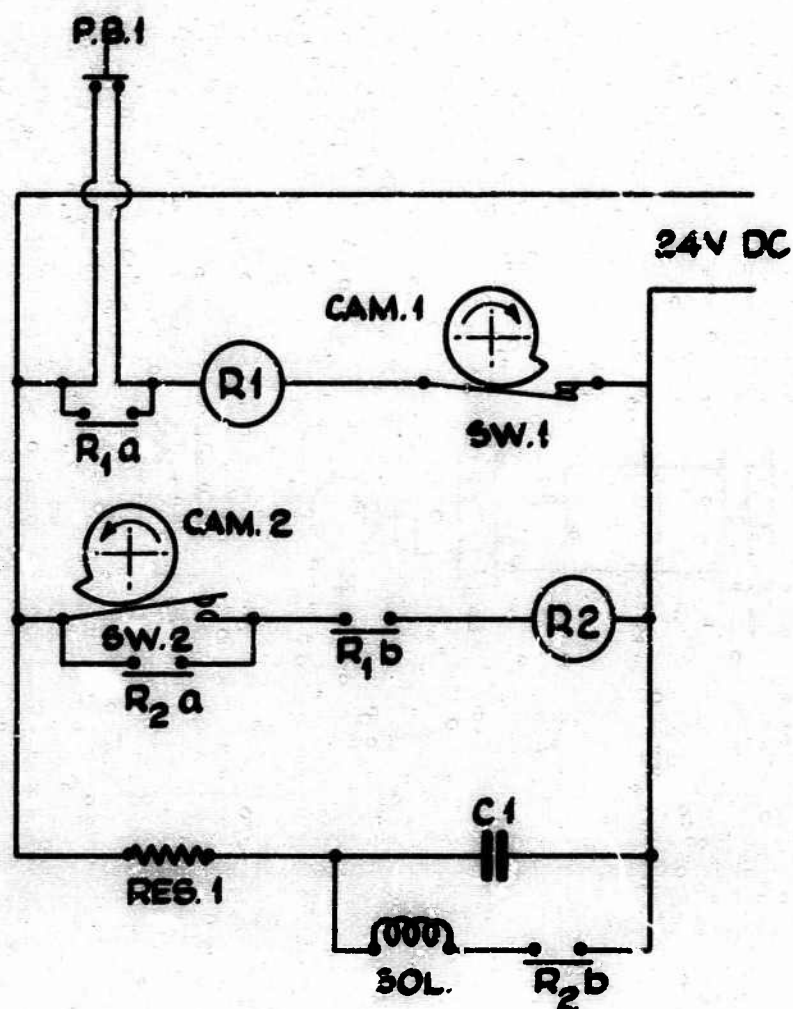 P.B.1
24V DC
CAM.1
R1
SW.1
R1a
CAM.2
SW.2
R1b
R2
R2a
C1
RES.1
SOL.
R2b